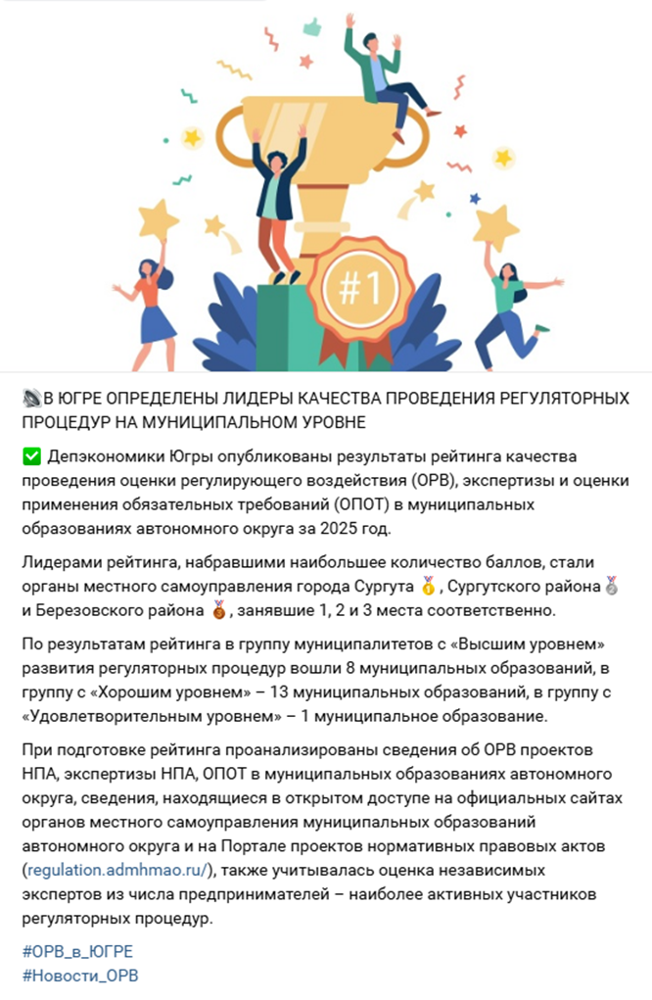 #1
🔊В ЮГРЕ ОПРЕДЕЛЕНЫ ЛИДЕРЫ КАЧЕСТВА ПРОВЕДЕНИЯ РЕГУЛЯТОРНЫХ
ПРОЦЕДУР НА МУНИЦИПАЛЬНОМ УРОВНЕ
✅ Депэкономики Югры опубликованы результаты рейтинга качества
проведения оценки регулирующего воздействия (ОРВ), экспертизы и оценки
применения обязательных требований (ОПОТ) в муниципальных
образованиях автономного округа за 2025 год.
Лидерами рейтинга, набравшими наибольшее количество баллов, стали
органы местного самоуправления города Сургута 🥇, Сургутского района🥈
и Березовского района 🥉, занявшие 1, 2 и 3 места соответственно.
По результатам рейтинга в группу муниципалитетов с «Высшим уровнем»
развития регуляторных процедур вошли 8 муниципальных образований, в
группу с «Хорошим уровнем» – 13 муниципальных образований, в группу с
«Удовлетворительным уровнем» – 1 муниципальное образование.
При подготовке рейтинга проанализированы сведения об ОРВ проектов
НПА, экспертизы НПА, ОПОТ в муниципальных образованиях автономного
округа, сведения, находящиеся в открытом доступе на официальных сайтах
органов местного самоуправления муниципальных образований
автономного округа и на Портале проектов нормативных правовых актов
(regulation.admhmao.ru/), также учитывалась оценка независимых
экспертов из числа предпринимателей – наиболее активных участников
регуляторных процедур.
#ОРВ_в_ЮГРЕ
#Новости_ОРВ